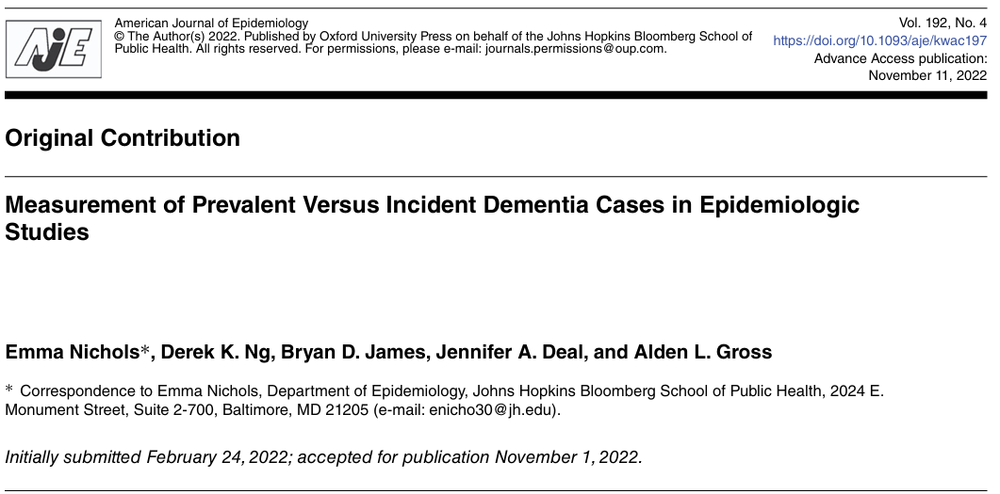 AJE
American Journal of Epidemiology
© The Author(s) 2022. Published by Oxford University Press on behalf of the Johns Hopkins Bloomberg School of
Public Health. All rights reserved. For permissions, please e-mail: journals.permissions@oup.com.
Vol. 192, No. 4
https://doi.org/10.1093/aje/kwac197
Advance Access publication:
November 11, 2022
Original Contribution
Measurement of Prevalent Versus Incident Dementia Cases in Epidemiologic
Studies
Emma Nichols∗, Derek K. Ng, Bryan D. James, Jennifer A. Deal, and Alden L. Gross
∗ Correspondence to Emma Nichols, Department of Epidemiology, Johns Hopkins Bloomberg School of Public Health, 2024 E.
Monument Street, Suite 2-700, Baltimore, MD 21205 (e-mail: enicho30@jh.edu).
Initially submitted February 24, 2022; accepted for publication November 1, 2022.